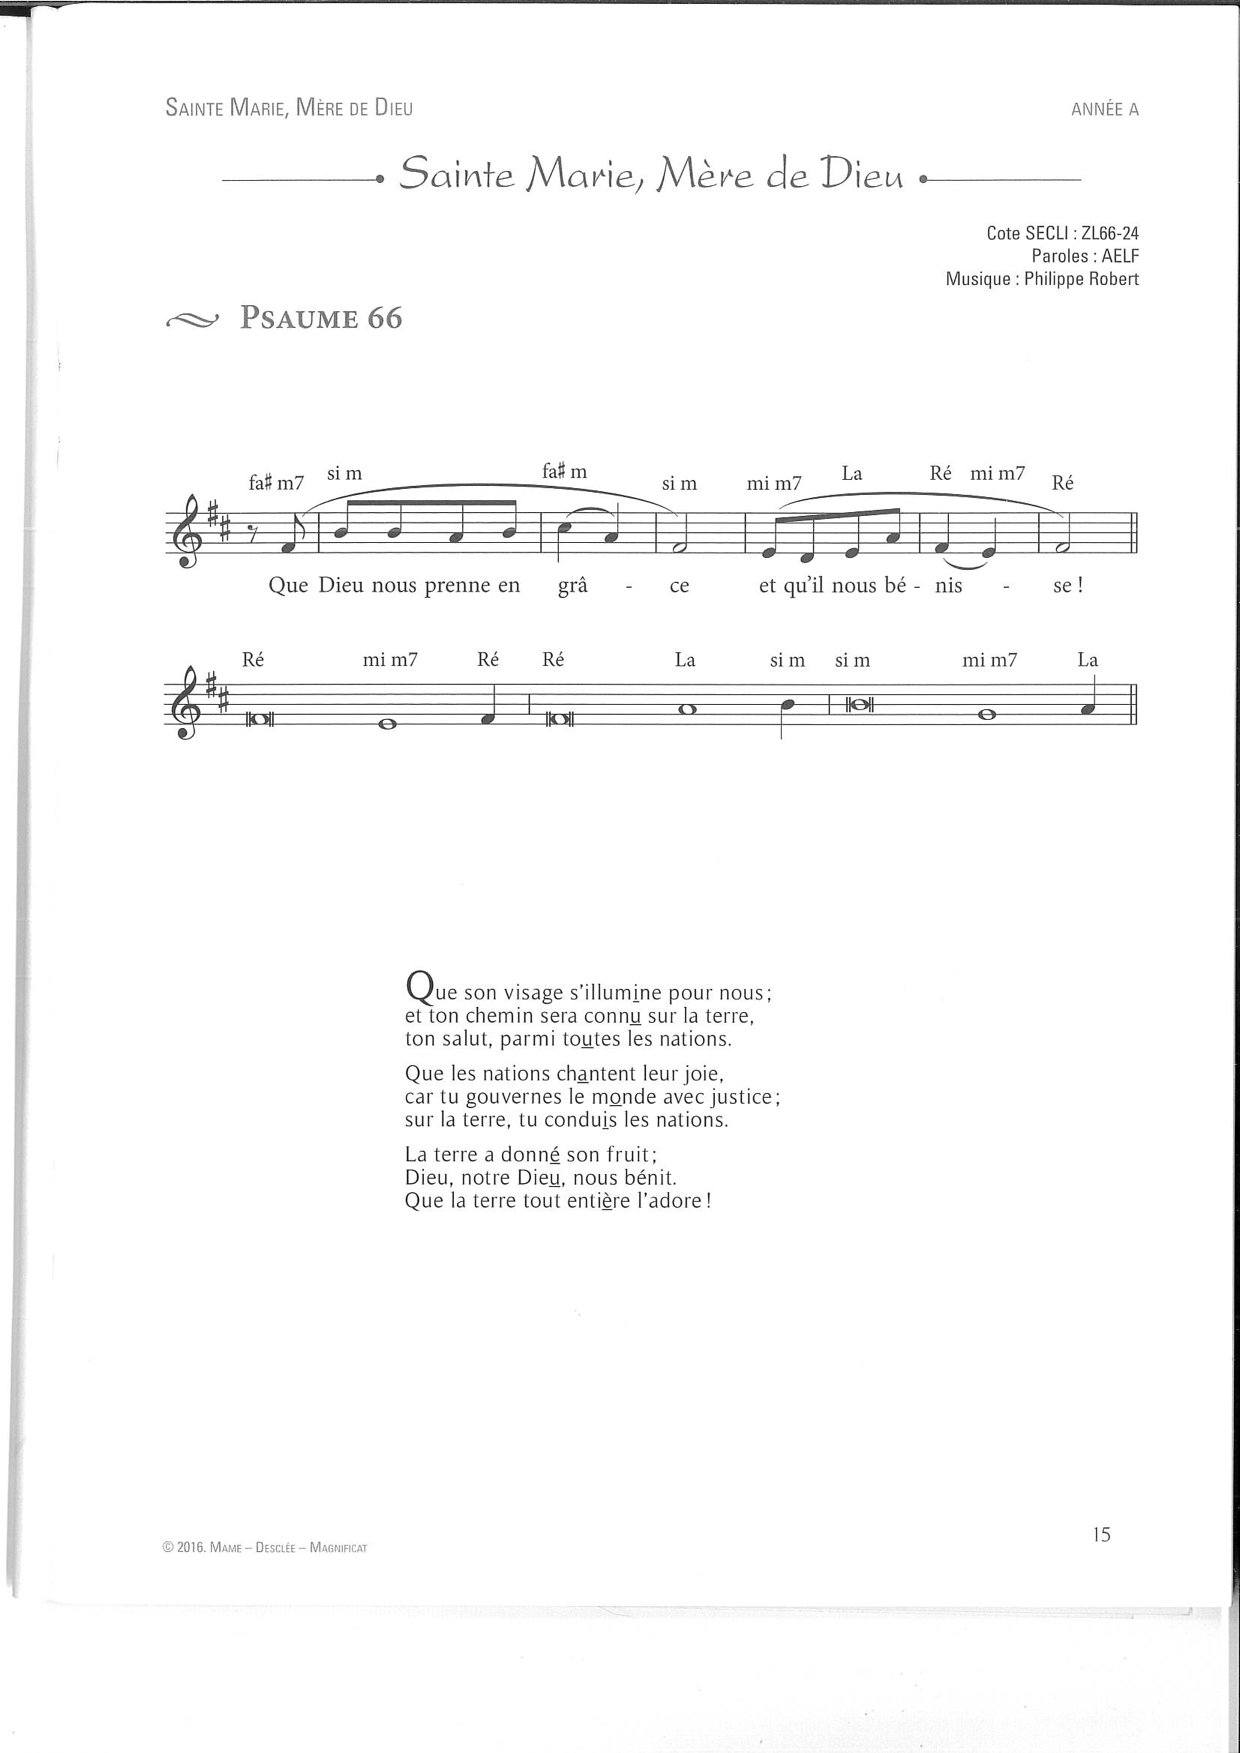 SAINTE MARIE, MÈRE DE DIEU ANNÉE A
Sainte Marie, Mère de Dieu
Cote SECLI : ZL66-24
Paroles : AELF
Musique : Philippe Robert
PSAUME 66
fa# m7 si m fa# m si m mi m7 La Ré mi m7 Ré
Que Dieu nous prenne en grâ - ce et qu'il nous bé - nis - se !
Ré mi m7 Ré Ré La si m si m mi m7 La
Que son visage s'illumine pour nous ;
et ton chemin sera connu sur la terre,
ton salut, parmi toutes les nations.
Que les nations chantent leur joie,
car tu gouvernes le monde avec justice ;
sur la terre, tu conduis les nations.
La terre a donné son fruit ;
Dieu, notre Dieu, nous bénit.
Que la terre tout entière l'adore !
© 2016. MAME – DESCLÉE – MAGNIFICAT
15